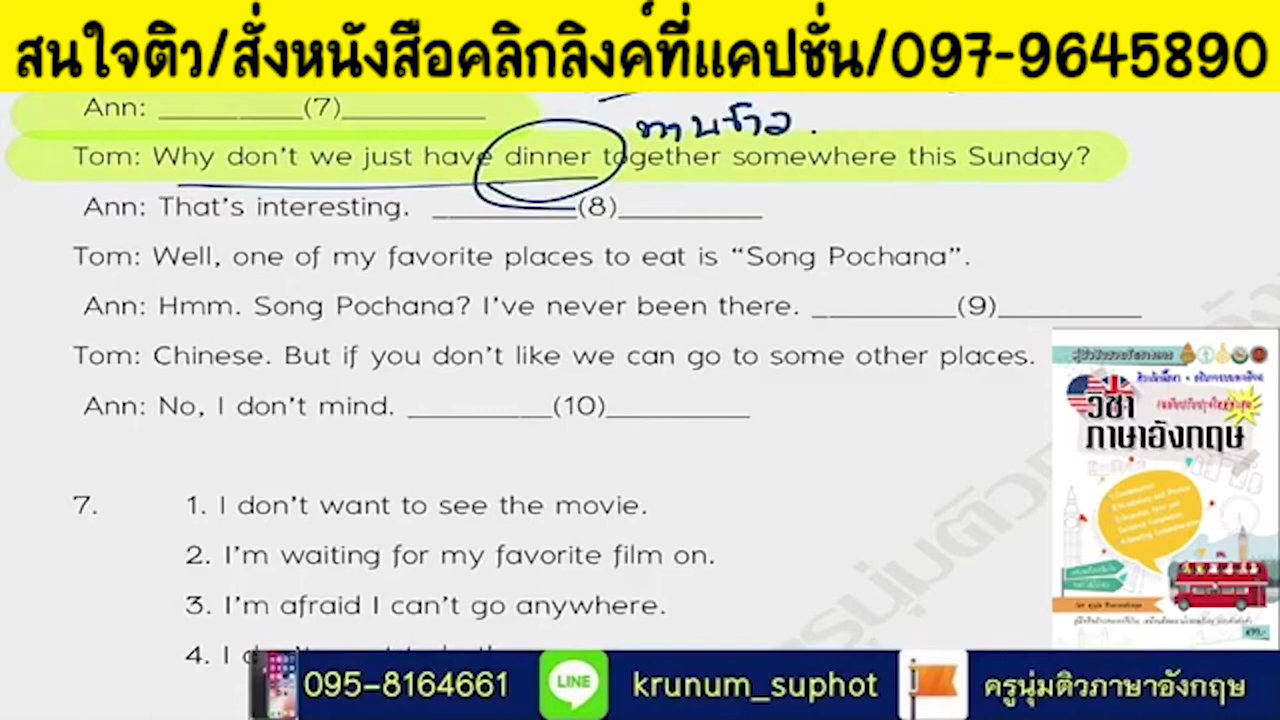 สนใจติว/สั่งหนังสือคลิกลิงค์ที่แคปชั่น/097-9645890
Ann: __________(7)__________
ทานข้าว.
Tom: Why don't we just have dinner together somewhere this Sunday?
Ann: That's interesting. __________(8)__________
Tom: Well, one of my favorite places to eat is “Song Pochana”.
Ann: Hmm. Song Pochana? I've never been there. __________(9)__________
Tom: Chinese. But if you don't like we can go to some other places.
Ann: No, I don't mind. __________(10)__________
7. 1. I don't want to see the movie.
2. I'm waiting for my favorite film on.
3. I'm afraid I can't go anywhere.
4. I
วิชา
ภาษาอังกฤษ
095-8164661 LINE krunum_suphot ครูนุ่มติวภาษาอังกฤษ